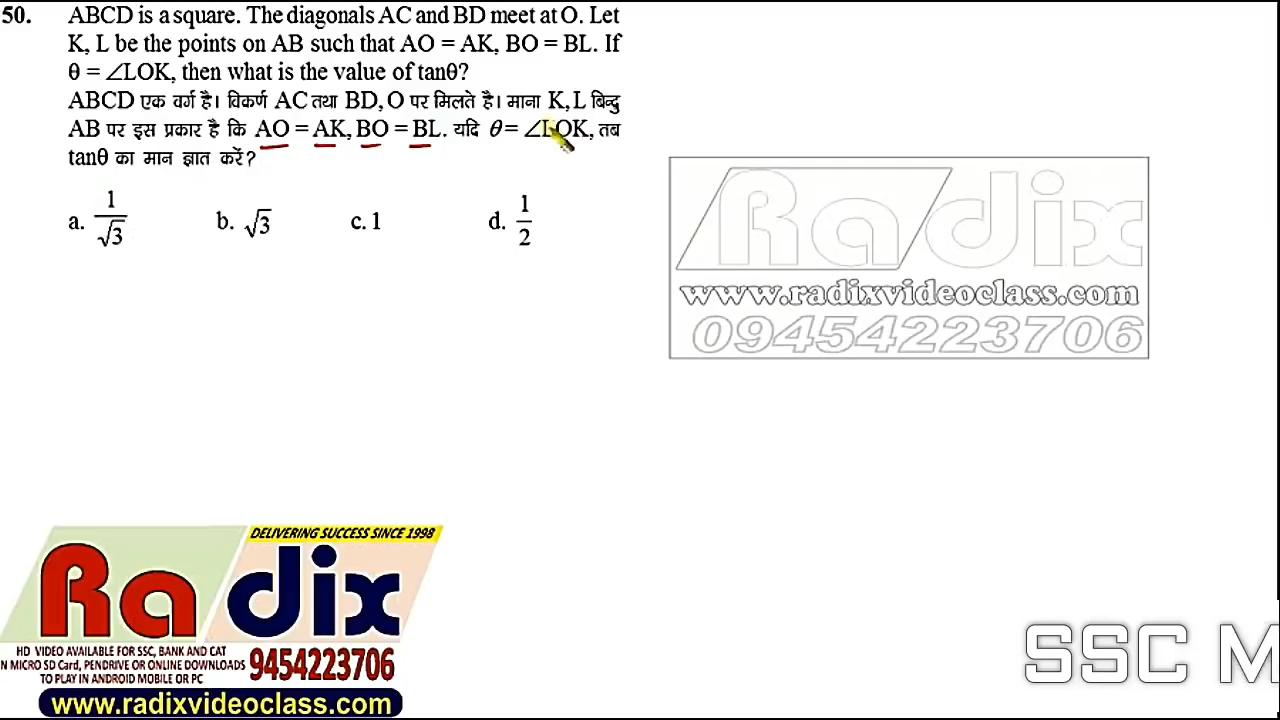 50. ABCD is a square. The diagonals AC and BD meet at O. Let
K, L be the points on AB such that AO = AK, BO = BL. If
θ = ∠LOK, then what is the value of tanθ?
ABCD एक वर्ग है। विकर्ण AC तथा BD, O पर मिलते है। माना K, L बिन्दु
AB पर इस प्रकार है कि AO = AK, BO = BL. यदि θ = ∠LOK, तब
tanθ का मान ज्ञात करें?
a. 1/√3 b. √3 c. 1 d. 1/2
Radix
www.radixvideoclass.com
09454223706
DELIVERING SUCCESS SINCE 1998
Radix
HD VIDEO AVAILABLE FOR SSC, BANK AND CAT
N MICRO SD Card, PENDRIVE OR ONLINE DOWNLOADS
TO PLAY IN ANDROID MOBILE OR PC
9454223706
www.radixvideoclass.com
SSC M